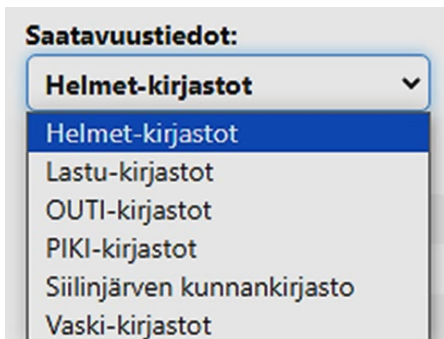 Saatavuustiedot:
Helmet-kirjastot
Helmet-kirjastot
Lastu-kirjastot
OUTI-kirjastot
PIKI-kirjastot
Siilinjärven kunnankirjasto
Vaski-kirjastot